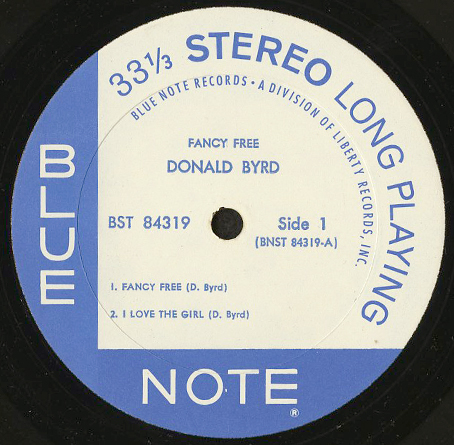 33⅓ STEREO LONG PLAYING
BLUE NOTE RECORDS • A DIVISION OF LIBERTY RECORDS, INC.
FANCY FREE
DONALD BYRD
BST 84319
Side 1
(BNST 84319-A)
1. FANCY FREE (D. Byrd)
2. I LOVE THE GIRL (D. Byrd)
BLUE
NOTE
®